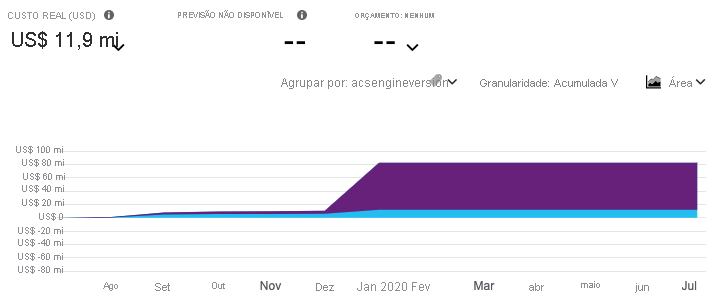 CUSTO REAL (USD)
PREVISÃO NÃO DISPONÍVEL
ORÇAMENTO: NENHUM
US$ 11,9 mi
--
--
Agrupar por: acsengineversion
Granularidade: Acumulada V
Área
US$ 100 mi
US$ 80 mi
US$ 60 mi
US$ 40 mi
US$ 20 mi
US$ 0
US$ -20 mi
US$ -40 mi
US$ -60 mi
US$ -80 mi
Ago Set Out Nov Dez Jan 2020 Fev Mar abr maio jun Jul